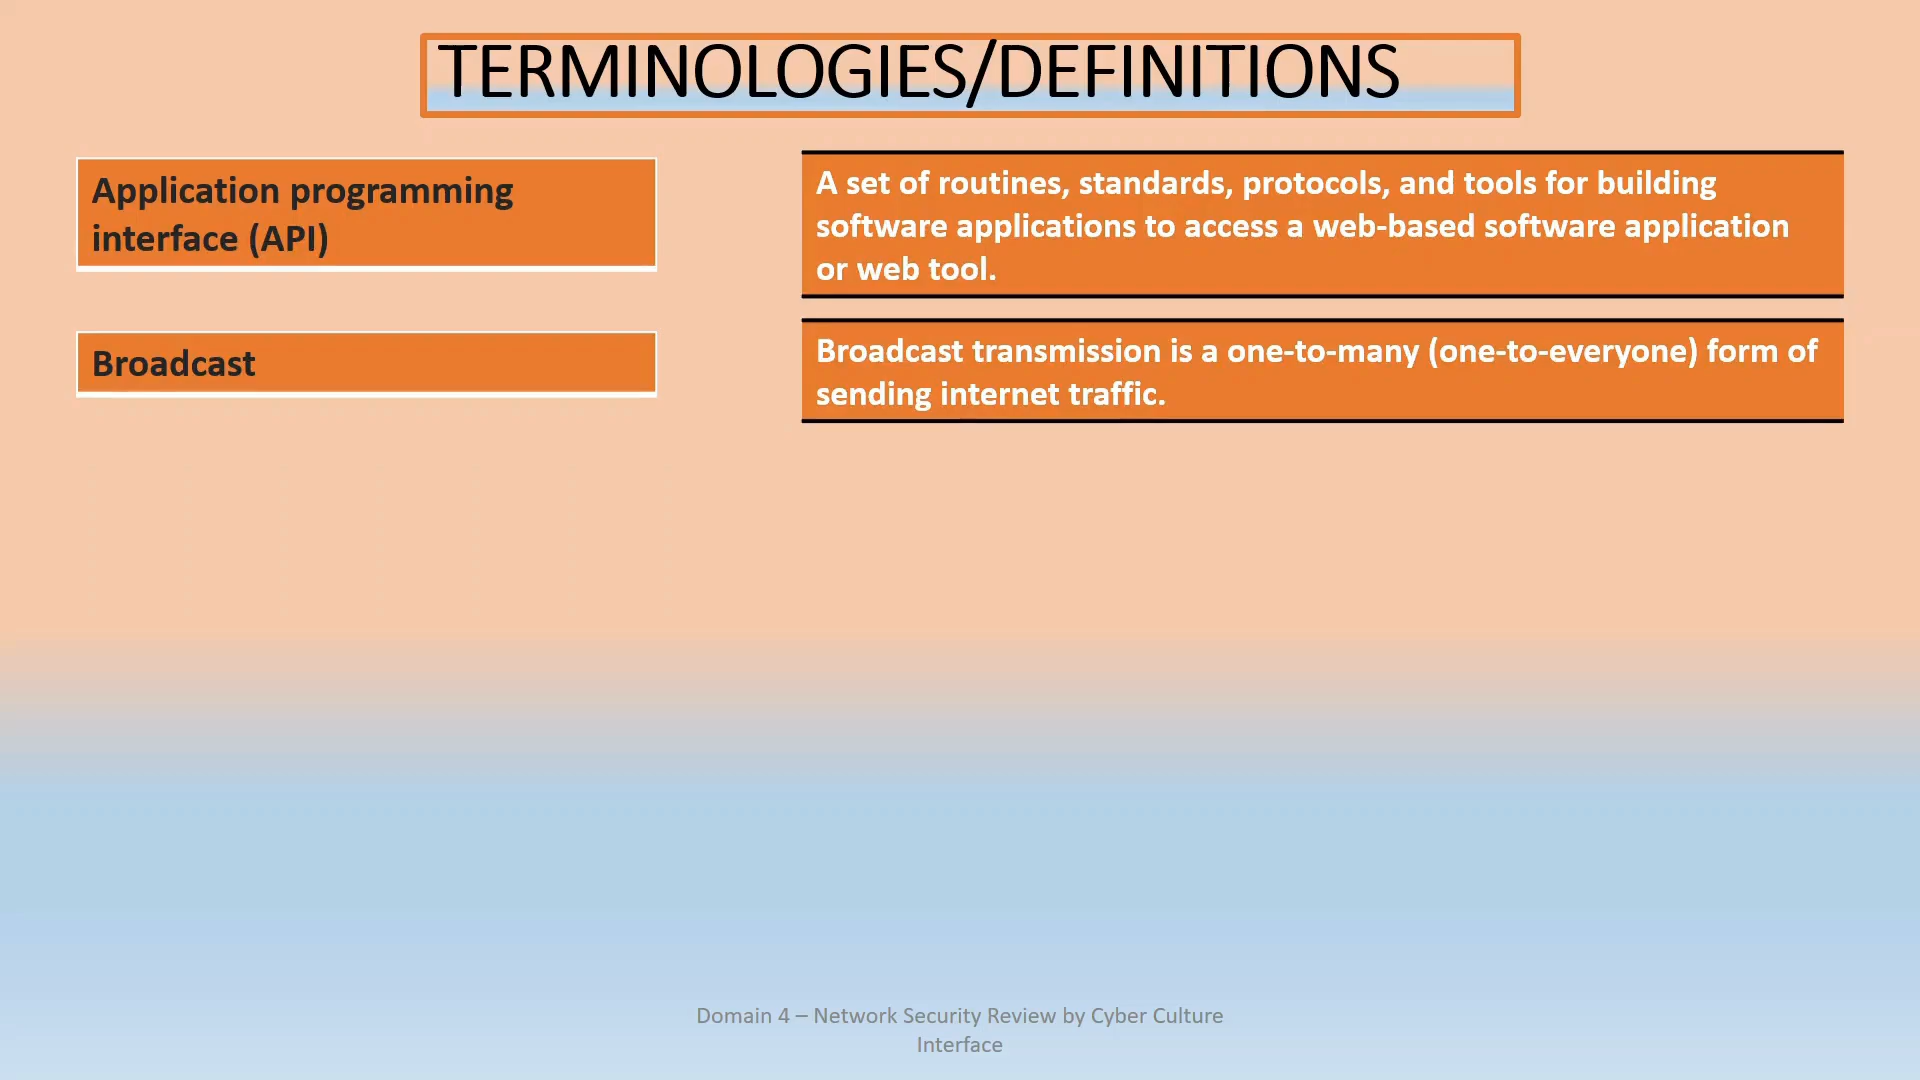 TERMINOLOGIES/DEFINITIONS
Application programming
interface (API)
A set of routines, standards, protocols, and tools for building
software applications to access a web-based software application
or web tool.
Broadcast
Broadcast transmission is a one-to-many (one-to-everyone) form of
sending internet traffic.
Domain 4 – Network Security Review by Cyber Culture
Interface